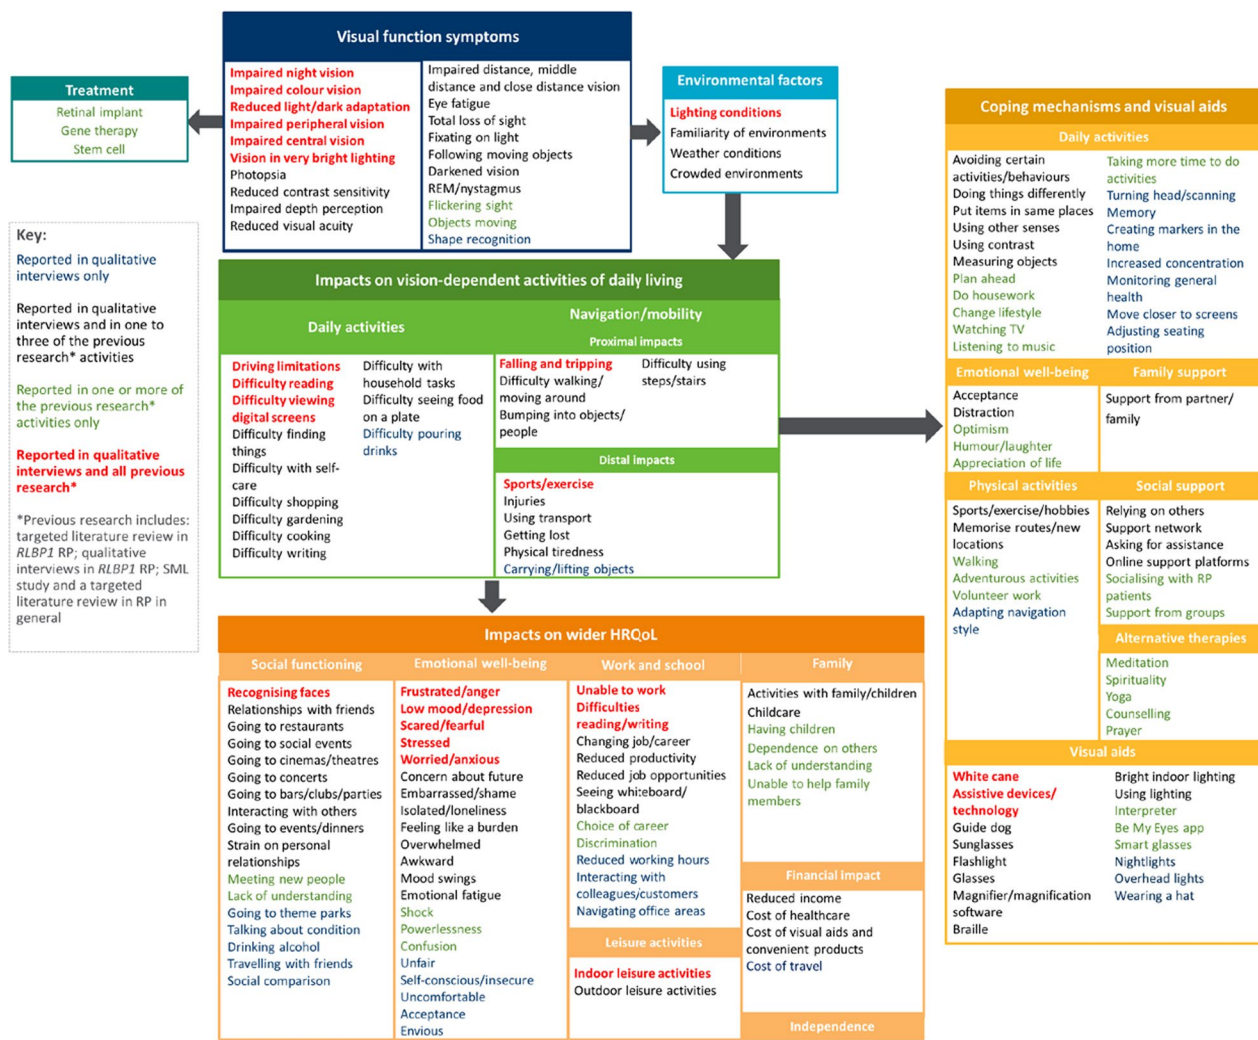 Visual function symptoms
Impaired night vision
Impaired colour vision
Reduced light/dark adaptation
Impaired peripheral vision
Impaired central vision
Vision in very bright lighting
Photopsia
Reduced contrast sensitivity
Impaired depth perception
Reduced visual acuity
Impaired distance, middle
distance and close distance vision
Eye fatigue
Total loss of sight
Fixating on light
Following moving objects
Darkened vision
REM/nystagmus
Flickering sight
Objects moving
Shape recognition
Treatment
Retinal implant
Gene therapy
Stem cell
Environmental factors
Lighting conditions
Familiarity of environments
Weather conditions
Crowded environments
Key:
Reported in qualitative
interviews only
Reported in qualitative
interviews and in one to
three of the previous
research* activities
Reported in one or more of
the previous research*
activities only
Reported in qualitative
interviews and all previous
research*
*Previous research includes:
targeted literature review in
RLBP1 RP; qualitative
interviews in RLBP1 RP; SML
study and a targeted
literature review in RP in
general
Impacts on vision-dependent activities of daily living
Daily activities
Driving limitations
Difficulty reading
Difficulty viewing
digital screens
Difficulty finding
things
Difficulty with self-
care
Difficulty shopping
Difficulty gardening
Difficulty cooking
Difficulty writing
Difficulty with
household tasks
Difficulty seeing food
on a plate
Difficulty pouring
drinks
Navigation/mobility
Proximal impacts
Falling and tripping
Difficulty walking/
moving around
Bumping into objects/
people
Difficulty using
steps/stairs
Distal impacts
Sports/exercise
Injuries
Using transport
Getting lost
Physical tiredness
Carrying/lifting objects
Impacts on wider HRQoL
Social functioning
Recognising faces
Relationships with friends
Going to restaurants
Going to social events
Going to cinemas/theatres
Going to concerts
Going to bars/clubs/parties
Interacting with others
Going to events/dinners
Strain on personal
relationships
Meeting new people
Lack of understanding
Going to theme parks
Talking about condition
Drinking alcohol
Travelling with friends
Social comparison
Emotional well-being
Frustrated/anger
Low mood/depression
Scared/fearful
Stressed
Worried/anxious
Concern about future
Embarrassed/shame
Isolated/loneliness
Feeling like a burden
Overwhelmed
Awkward
Mood swings
Emotional fatigue
Shock
Powerlessness
Confusion
Unfair
Self-conscious/insecure
Uncomfortable
Acceptance
Envious
Work and school
Unable to work
Difficulties
reading/writing
Changing job/career
Reduced productivity
Reduced job opportunities
Seeing whiteboard/
blackboard
Choice of career
Discrimination
Reduced working hours
Interacting with
colleagues/customers
Navigating office areas
Leisure activities
Indoor leisure activities
Outdoor leisure activities
Family
Activities with family/children
Childcare
Having children
Dependence on others
Lack of understanding
Unable to help family
members
Financial impact
Reduced income
Cost of healthcare
Cost of visual aids and
convenient products
Cost of travel
Independence
Coping mechanisms and visual aids
Daily activities
Avoiding certain
activities/behaviours
Doing things differently
Put items in same places
Using other senses
Using contrast
Measuring objects
Plan ahead
Do housework
Change lifestyle
Watching TV
Listening to music
Taking more time to do
activities
Turning head/scanning
Memory
Creating markers in the
home
Increased concentration
Monitoring general
health
Move closer to screens
Adjusting seating
position
Emotional well-being
Acceptance
Distraction
Optimism
Humour/laughter
Appreciation of life
Family support
Support from partner/
family
Physical activities
Sports/exercise/hobbies
Memorise routes/new
locations
Walking
Adventurous activities
Volunteer work
Adapting navigation
style
Social support
Relying on others
Support network
Asking for assistance
Online support platforms
Socialising with RP
patients
Support from groups
Alternative therapies
Meditation
Spirituality
Yoga
Counselling
Prayer
Visual aids
White cane
Assistive devices/
technology
Guide dog
Sunglasses
Flashlight
Glasses
Magnifier/magnification
software
Braille
Bright indoor lighting
Using lighting
Interpreter
Be My Eyes app
Smart glasses
Nightlights
Overhead lights
Wearing a hat